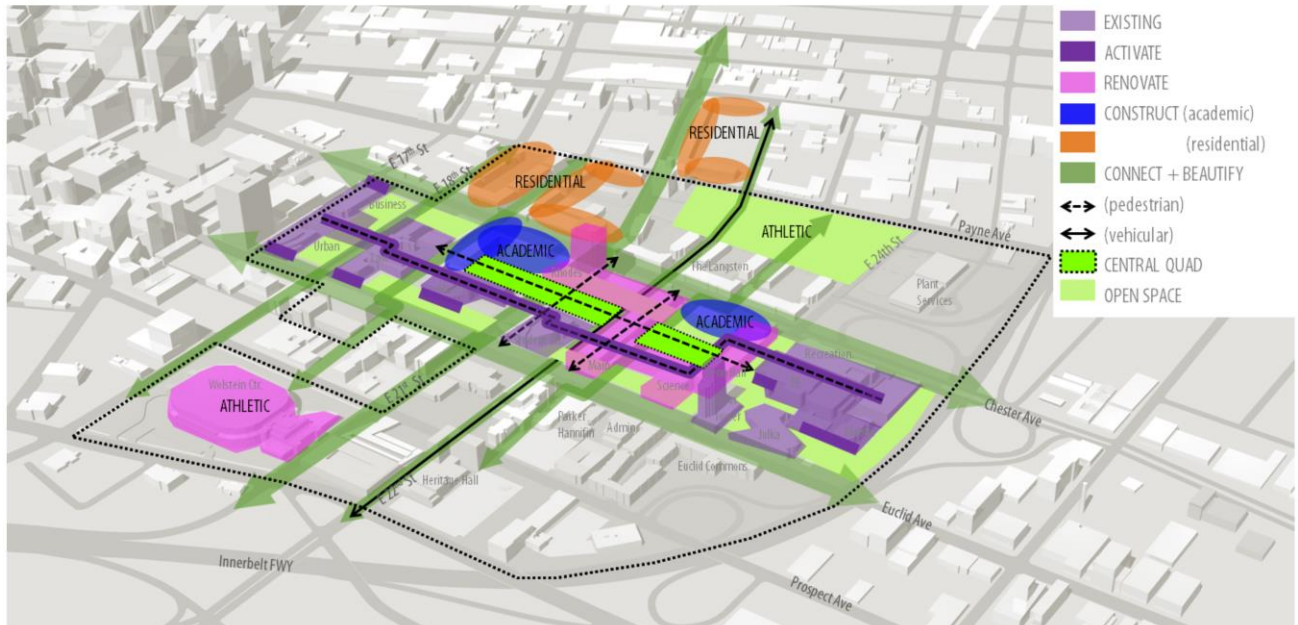 EXISTING
ACTIVATE
RENOVATE
CONSTRUCT (academic)
(residential)
CONNECT + BEAUTIFY
(pedestrian)
(vehicular)
CENTRAL QUAD
OPEN SPACE
RESIDENTIAL
E 17th St
E 18th St
RESIDENTIAL
Business
Payne Ave
ATHLETIC
Urban
ACADEMIC
E 24th St
Rhodes
The Langston
Plant
Services
ACADEMIC
Recreation
Main
Science
Wolstein Ctr.
ATHLETIC
E 21st St
Chester Ave
Parker
Hannifin
Admin
Julka
Euclid Commons
Heritage Hall
E 22nd St
Euclid Ave
Innerbelt FWY
Prospect Ave